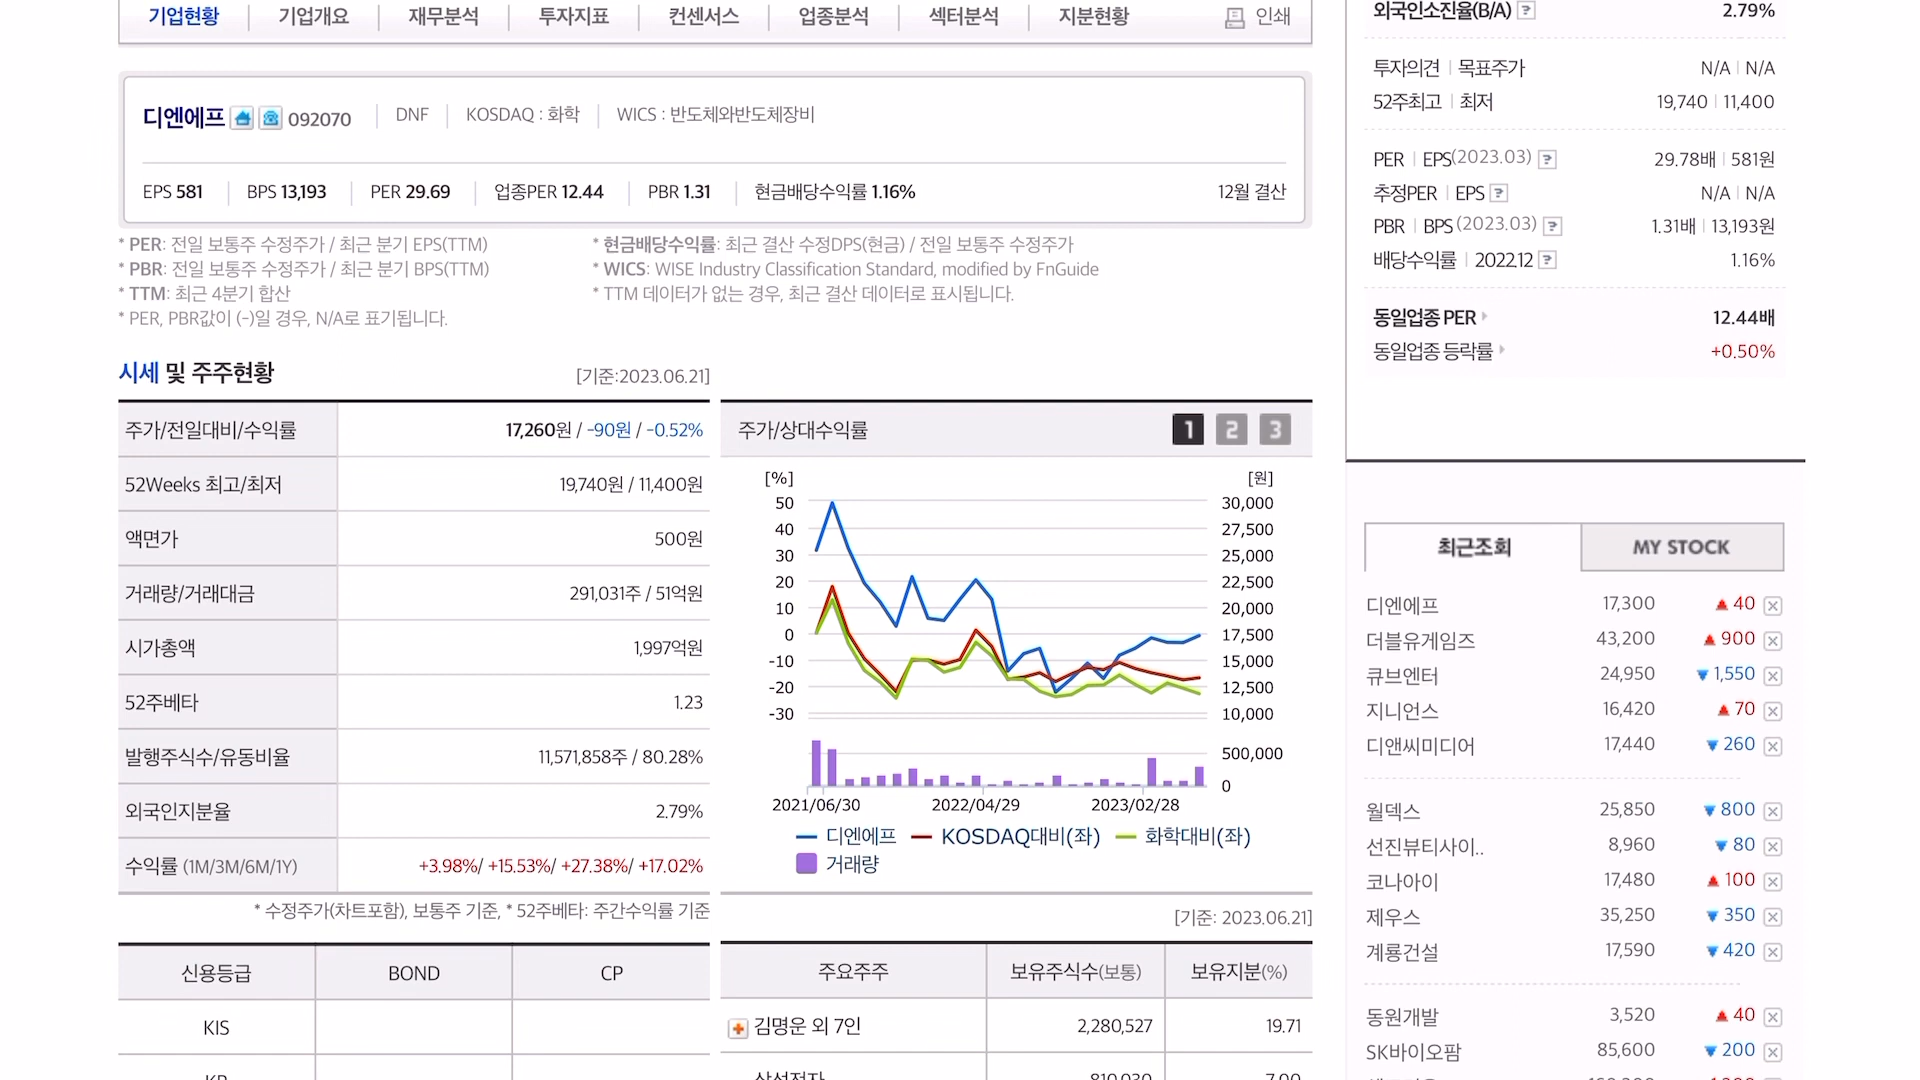 기업현황 기업개요 재무분석 투자지표 컨센서스 업종분석 섹터분석 지분현황 인쇄
디엔에프 092070 DNF KOSDAQ : 화학 WICS : 반도체와반도체장비
EPS 581 BPS 13,193 PER 29.69 업종PER 12.44 PBR 1.31 현금배당수익률 1.16% 12월 결산
* PER: 전일 보통주 수정주가 / 최근 분기 EPS(TTM)
* PBR: 전일 보통주 수정주가 / 최근 분기 BPS(TTM)
* TTM: 최근 4분기 합산
* PER, PBR값이 (-)일 경우, N/A로 표기됩니다.
* 현금배당수익률: 최근 결산 수정DPS(현금) / 전일 보통주 수정주가
* WICS: WISE Industry Classification Standard, modified by FnGuide
* TTM 데이터가 없는 경우, 최근 결산 데이터로 표시됩니다.
시세 및 주주현황 [기준:2023.06.21]
주가/전일대비/수익률 17,260원 / -90원 / -0.52%
52Weeks 최고/최저 19,740원 / 11,400원
액면가 500원
거래량/거래대금 291,031주 / 51억원
시가총액 1,997억원
52주베타 1.23
발행주식수/유동비율 11,571,858주 / 80.28%
외국인지분율 2.79%
수익률 (1M/3M/6M/1Y) +3.98%/ +15.53%/ +27.38%/ +17.02%
* 수정주가(차트포함), 보통주 기준, * 52주베타: 주간수익률 기준
신용등급 BOND CP
KIS
주가/상대수익률 1 2 3
[%] [원]
50 30,000
40 27,500
30 25,000
20 22,500
10 20,000
0 17,500
-10 15,000
-20 12,500
-30 10,000
500,000
0
2021/06/30 2022/04/29 2023/02/28
디엔에프 KOSDAQ대비(좌) 화학대비(좌)
거래량
[기준: 2023.06.21]
주요주주 보유주식수(보통) 보유지분(%)
김명운 외 7인 2,280,527 19.71
삼성전자 810,030 7.00
외국인소진율(B/A) ? 2.79%
투자의견 목표주가 N/A N/A
52주최고 최저 19,740 11,400
PER EPS(2023.03) ? 29.78배 581원
추정PER EPS ? N/A N/A
PBR BPS (2023.03) ? 1.31배 13,193원
배당수익률 2022.12 ? 1.16%
동일업종 PER 12.44배
동일업종 등락률 +0.50%
최근조회 MY STOCK
디엔에프 17,300 ▲ 40
더블유게임즈 43,200 ▲ 900
큐브엔터 24,950 ▼ 1,550
지니언스 16,420 ▲ 70
디앤씨미디어 17,440 ▼ 260
월덱스 25,850 ▼ 800
선진뷰티사이.. 8,960 ▼ 80
코나아이 17,480 ▲ 100
제우스 35,250 ▼ 350
계룡건설 17,590 ▼ 420
동원개발 3,520 ▲ 40
SK바이오팜 85,600 ▼ 200